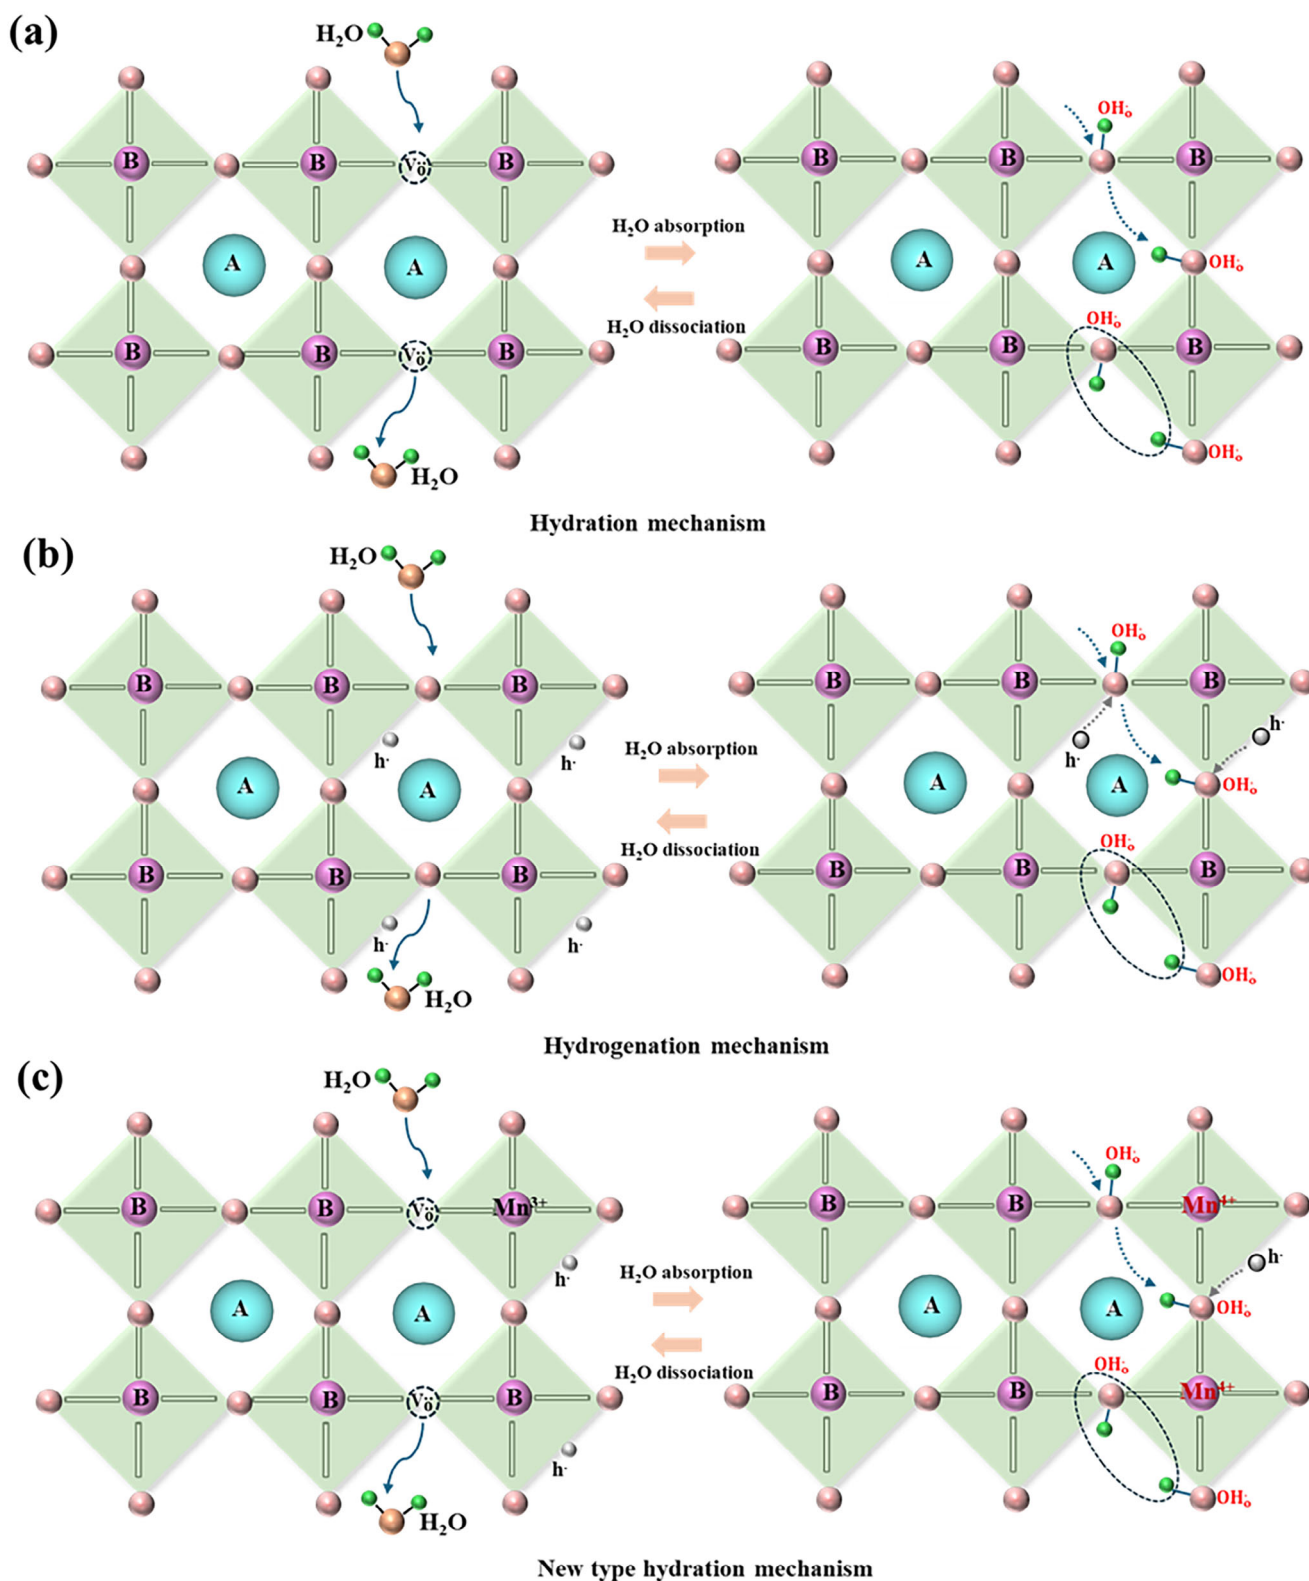 (a)
H₂O
OH·ₒ
B B V··ₒ B B B B
H₂O absorption
A A A A OH·ₒ
H₂O dissociation
OH·ₒ
B B V··ₒ B B B B
H₂O OH·ₒ
Hydration mechanism
(b)
H₂O
OH·ₒ
B B B B B B
h· h· h· h·
H₂O absorption
A A A A OH·ₒ
H₂O dissociation
OH·ₒ
B B B B B B
h· h·
H₂O OH·ₒ
Hydrogenation mechanism
(c)
H₂O
OH·ₒ
B B V··ₒ Mn³⁺ B B Mn⁴⁺
h· h·
H₂O absorption
A A A A OH·ₒ
H₂O dissociation
OH·ₒ
B B V··ₒ B B B Mn⁴⁺
h·
H₂O OH·ₒ
New type hydration mechanism